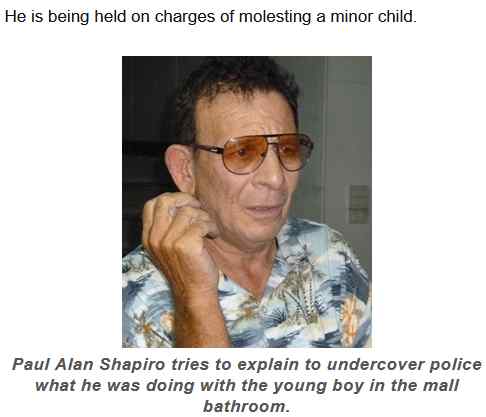 He is being held on charges of molesting a minor child.
Paul Alan Shapiro tries to explain to undercover police
what he was doing with the young boy in the mall
bathroom.